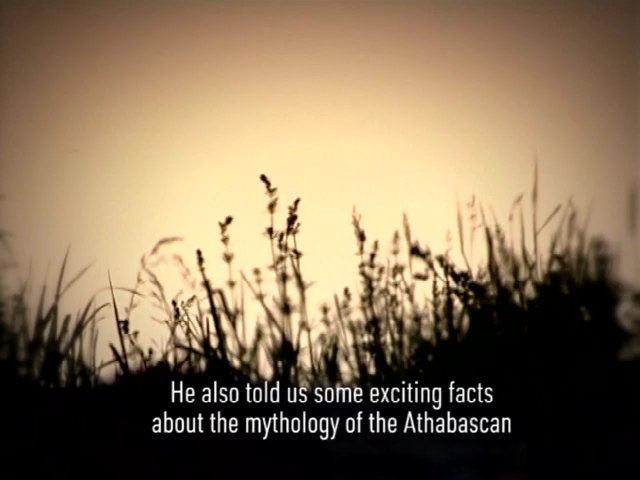 He also told us some exciting facts
about the mythology of the Athabascan